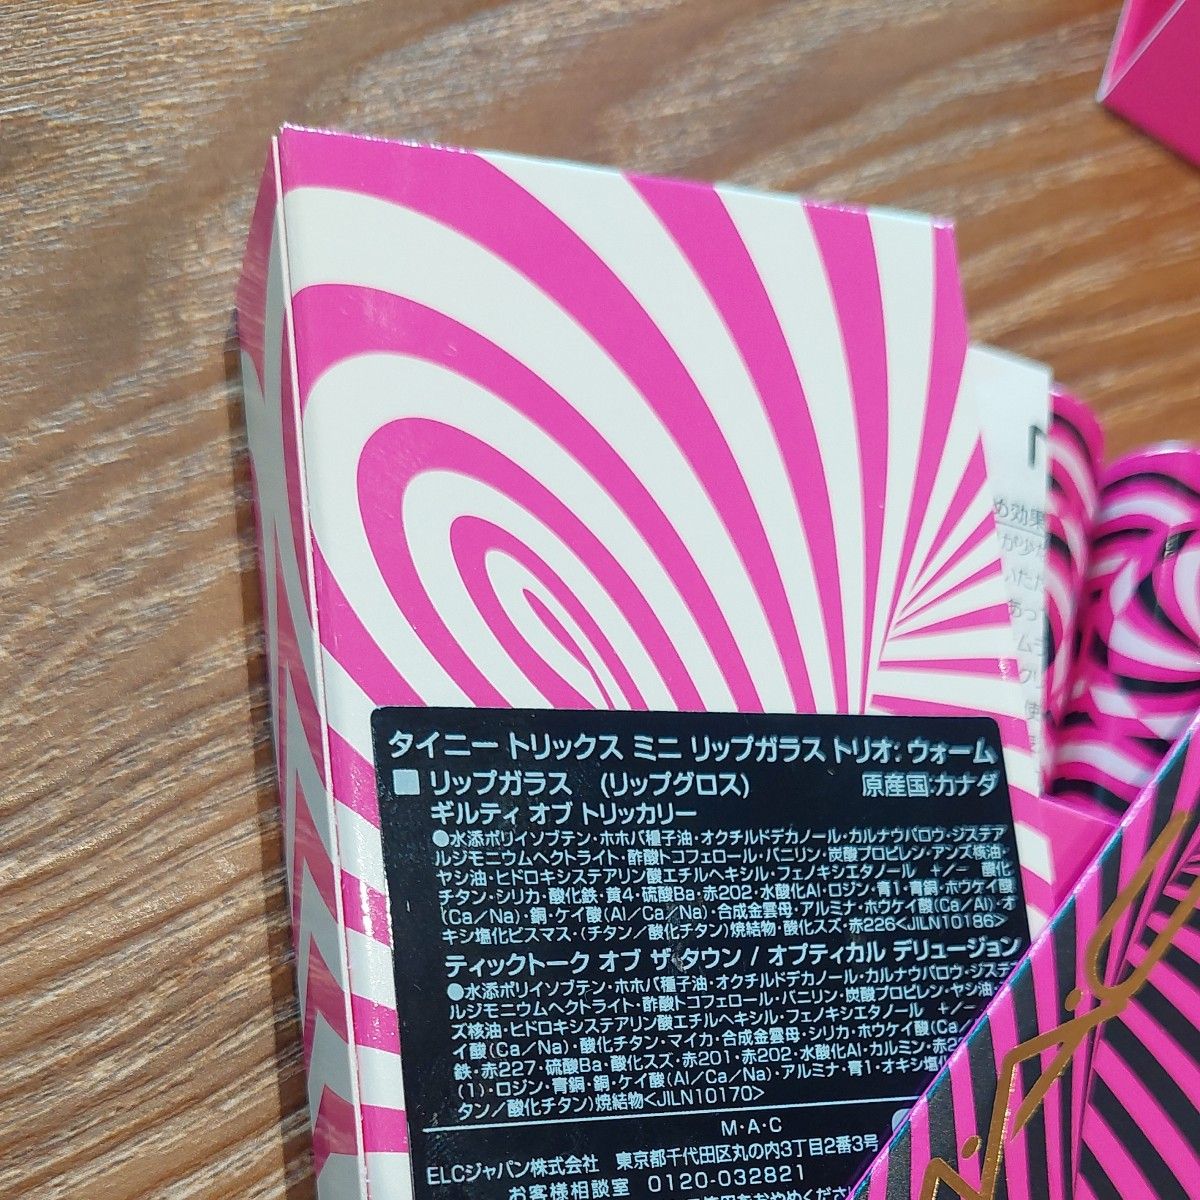 め効果
が少
いただ
あっ
クリ
タイニー トリックス ミニ リップガラス トリオ: ウォーム
■ リップガラス (リップグロス) 原産国:カナダ
ギルティ オブ トリッカリー
●水添ポリイソブテン・ホホバ種子油・オクチルドデカノール・カルナウバロウ・ジステア
ルジモニウムヘクトライト・酢酸トコフェロール・バニリン・炭酸プロピレン・アンズ核油・
ヤシ油・ヒドロキシステアリン酸エチルヘキシル・フェノキシエタノール +/− 酸化
チタン・シリカ・酸化鉄・黄4・硫酸Ba・赤202・水酸化Al・ロジン・青1・青銅・ホウケイ酸
(Ca/Na)・銅・ケイ酸(Al/Ca/Na)・合成金雲母・アルミナ・ホウケイ酸(Ca/Al)・オ
キシ塩化ビスマス・(チタン/酸化チタン)焼結物・酸化スズ・赤226<JILN10186>
ティックトーク オブ ザ タウン / オプティカル デリュージョン
●水添ポリイソブテン・ホホバ種子油・オクチルドデカノール・カルナウバロウ・ジステア
ルジモニウムヘクトライト・酢酸トコフェロール・バニリン・炭酸プロピレン・ヤシ油・
ズ核油・ヒドロキシステアリン酸エチルヘキシル・フェノキシエタノール +/−
イ酸(Ca/Na)・酸化チタン・マイカ・合成金雲母・シリカ・ホウケイ酸(Ca/
鉄・赤227・硫酸Ba・酸化スズ・赤201・赤202・水酸化Al・カルミン・赤22
(1)・ロジン・青銅・銅・ケイ酸(Al/Ca/Na)・アルミナ・青1・オキシ塩化
タン/酸化チタン)焼結物<JILN10170>
M・A・C
ELCジャパン株式会社 東京都千代田区丸の内3丁目2番3号
お客様相談室 0120-032821
使用をおやめくださ